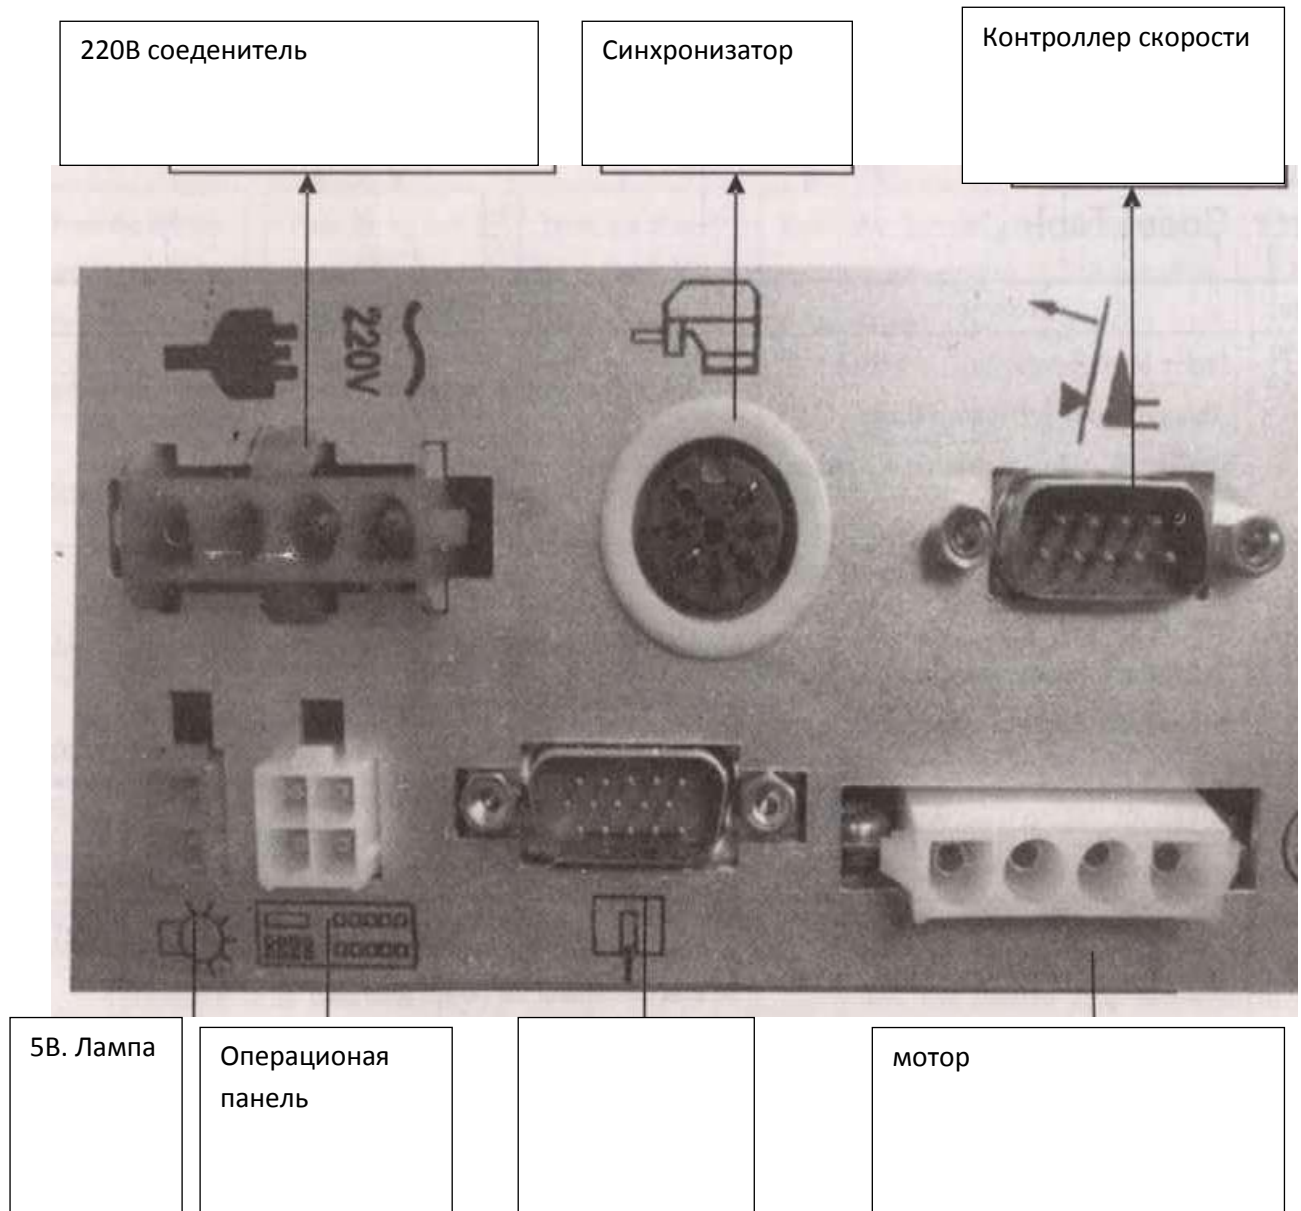 220В соеденитель
Синхронизатор
Контроллер скорости
220V
5В. Лампа
Операционая
панель
мотор